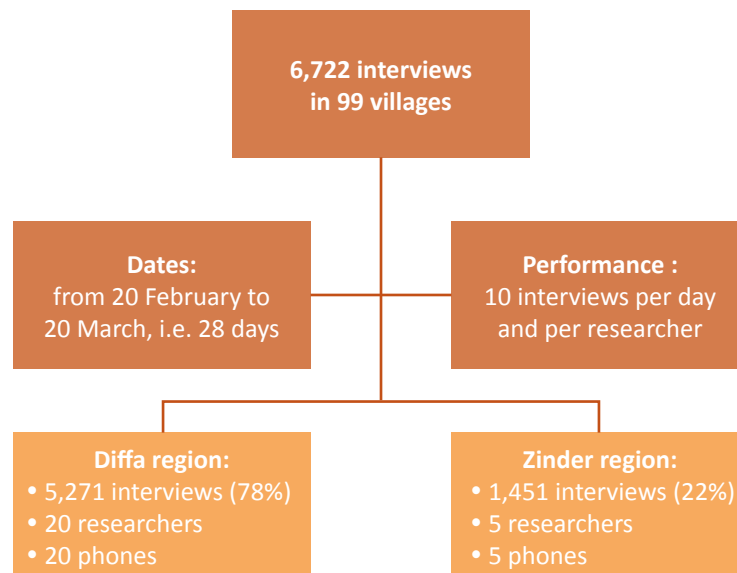 6,722 interviews
in 99 villages
Dates:
from 20 February to
20 March, i.e. 28 days
Performance :
10 interviews per day
and per researcher
Diffa region:
• 5,271 interviews (78%)
• 20 researchers
• 20 phones
Zinder region:
• 1,451 interviews (22%)
• 5 researchers
• 5 phones